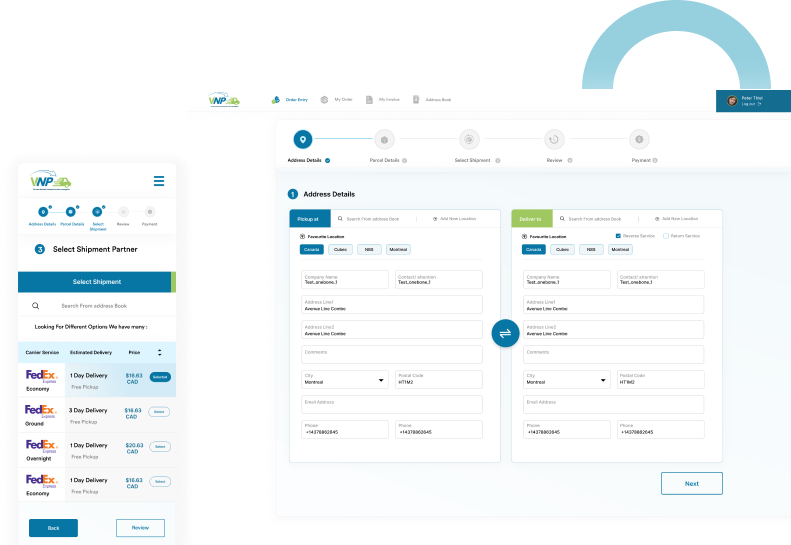 VNP
Order Entry
My Order
My Invoice
Address Book
Peter Thiel
Log out
Address Details
Parcel Details
Select Shipment
Review
Payment
1 Address Details
Pickup at
Search From address Book
Add New Location
Favourite Location
Canada
Cubes
NBS
Montreal
Company Name
Test_onebone_1
Contact/ attention
Test_onebone_1
Address Line1
Avenue Line Combc
Address Line2
Avenue Line Combc
Comments
City
Montreal
Postal Code
HT1M2
Email Address
Phone
+14378862645
Phone
+14378862645
Deliver to
Search From address Book
Add New Location
Favourite Location
Reverse Service
Return Service
Canada
Cubes
NBS
Montreal
Company Name
Test_onebone_1
Contact/ attention
Test_onebone_1
Address Line1
Avenue Line Combc
Address Line2
Avenue Line Combc
Comments
City
Montreal
Postal Code
HT1M2
Email Address
Phone
+14378862645
Phone
+14378862645
Next
VNP
Address Details
Parcel Details
Select
Shipment
Review
Payment
3 Select Shipment Partner
Select Shipment
Search From address Book
Looking For Different Options We have many :
Carrier Service
Estimated Delivery
Price
FedEx
Express
Economy
1 Day Delivery
Free Pickup
$16.63
CAD
Selected
FedEx
Express
Ground
3 Day Delivery
Free Pickup
$16.63
CAD
Select
FedEx
Express
Overnight
1 Day Delivery
Free Pickup
$20.63
CAD
Select
FedEx
Express
Economy
1 Day Delivery
Free Pickup
$16.63
CAD
Select
Back
Review